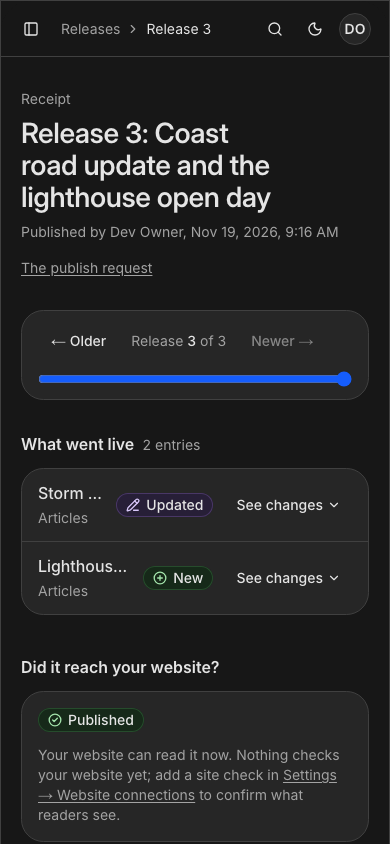 Releases > Release 3 DO
Receipt
Release 3: Coast
road update and the
lighthouse open day
Published by Dev Owner, Nov 19, 2026, 9:16 AM
The publish request
← Older Release 3 of 3 Newer →
What went live 2 entries
Storm ... Updated See changes
Articles
Lighthous... New See changes
Articles
Did it reach your website?
Published
Your website can read it now. Nothing checks
your website yet; add a site check in Settings
→ Website connections to confirm what
readers see.